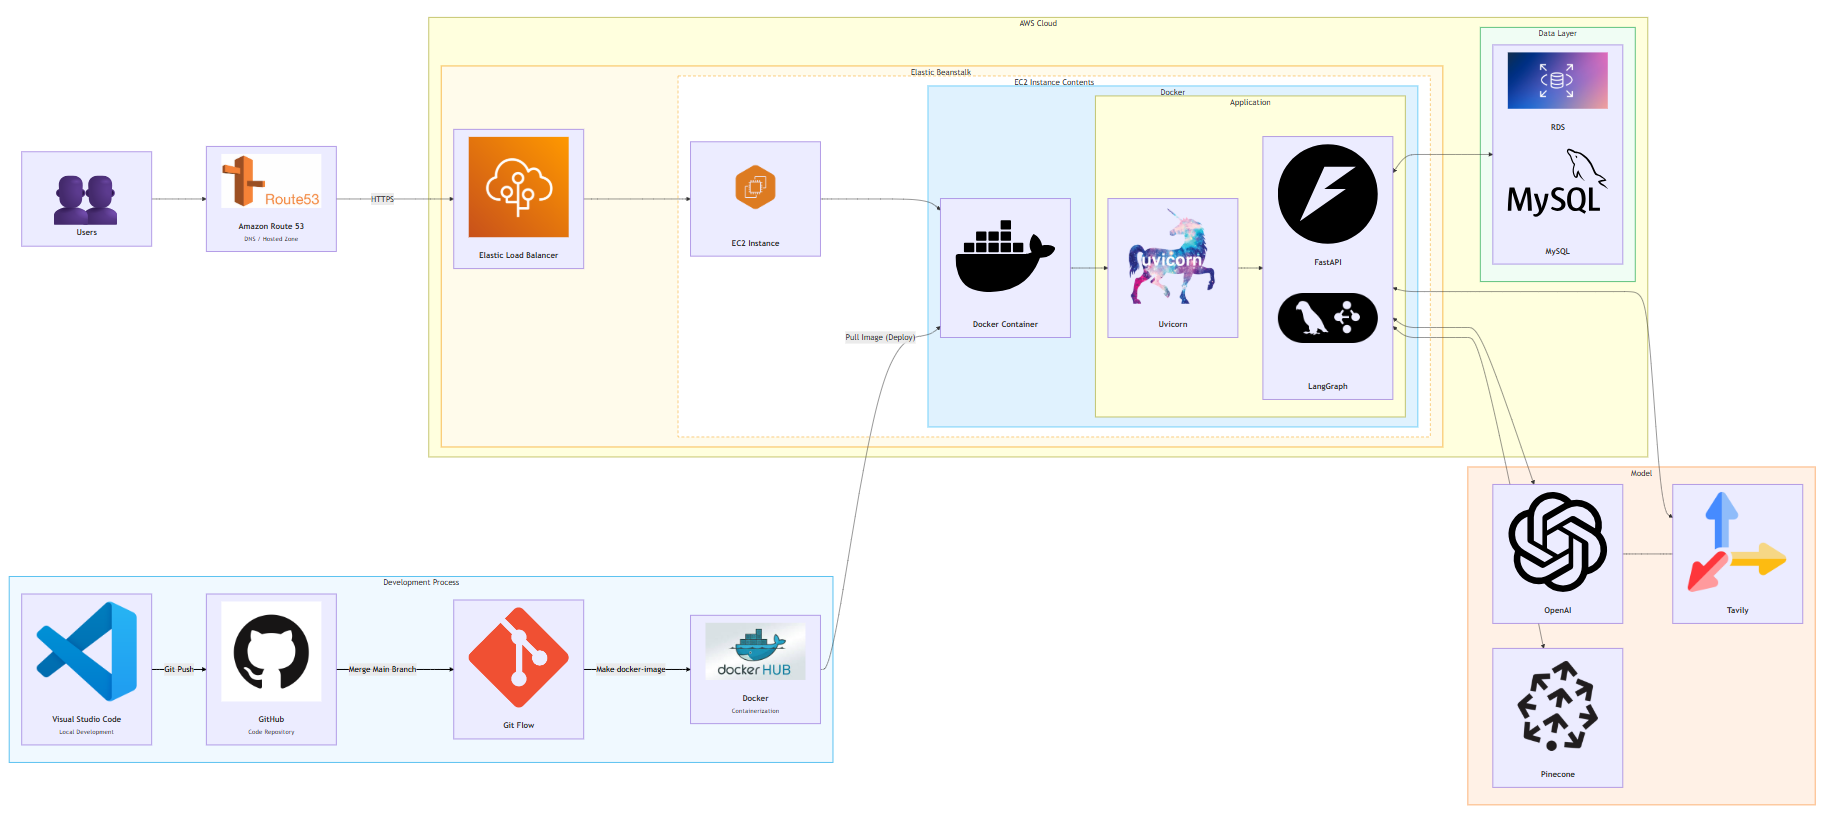 AWS Cloud
Data Layer
RDS
MySQL
MySQL
Elastic Beanstalk
EC2 Instance Contents
Docker
Application
Users
Route53
Amazon Route 53
DNS / Hosted Zone
HTTPS
Elastic Load Balancer
EC2 Instance
Docker Container
uvicorn
Uvicorn
FastAPI
LangGraph
Pull Image (Deploy)
Model
OpenAI
Tavily
Pinecone
Development Process
Visual Studio Code
Local Development
Git Push
GitHub
Code Repository
Merge Main Branch
Git Flow
Make docker-image
docker HUB
Docker
Containerization